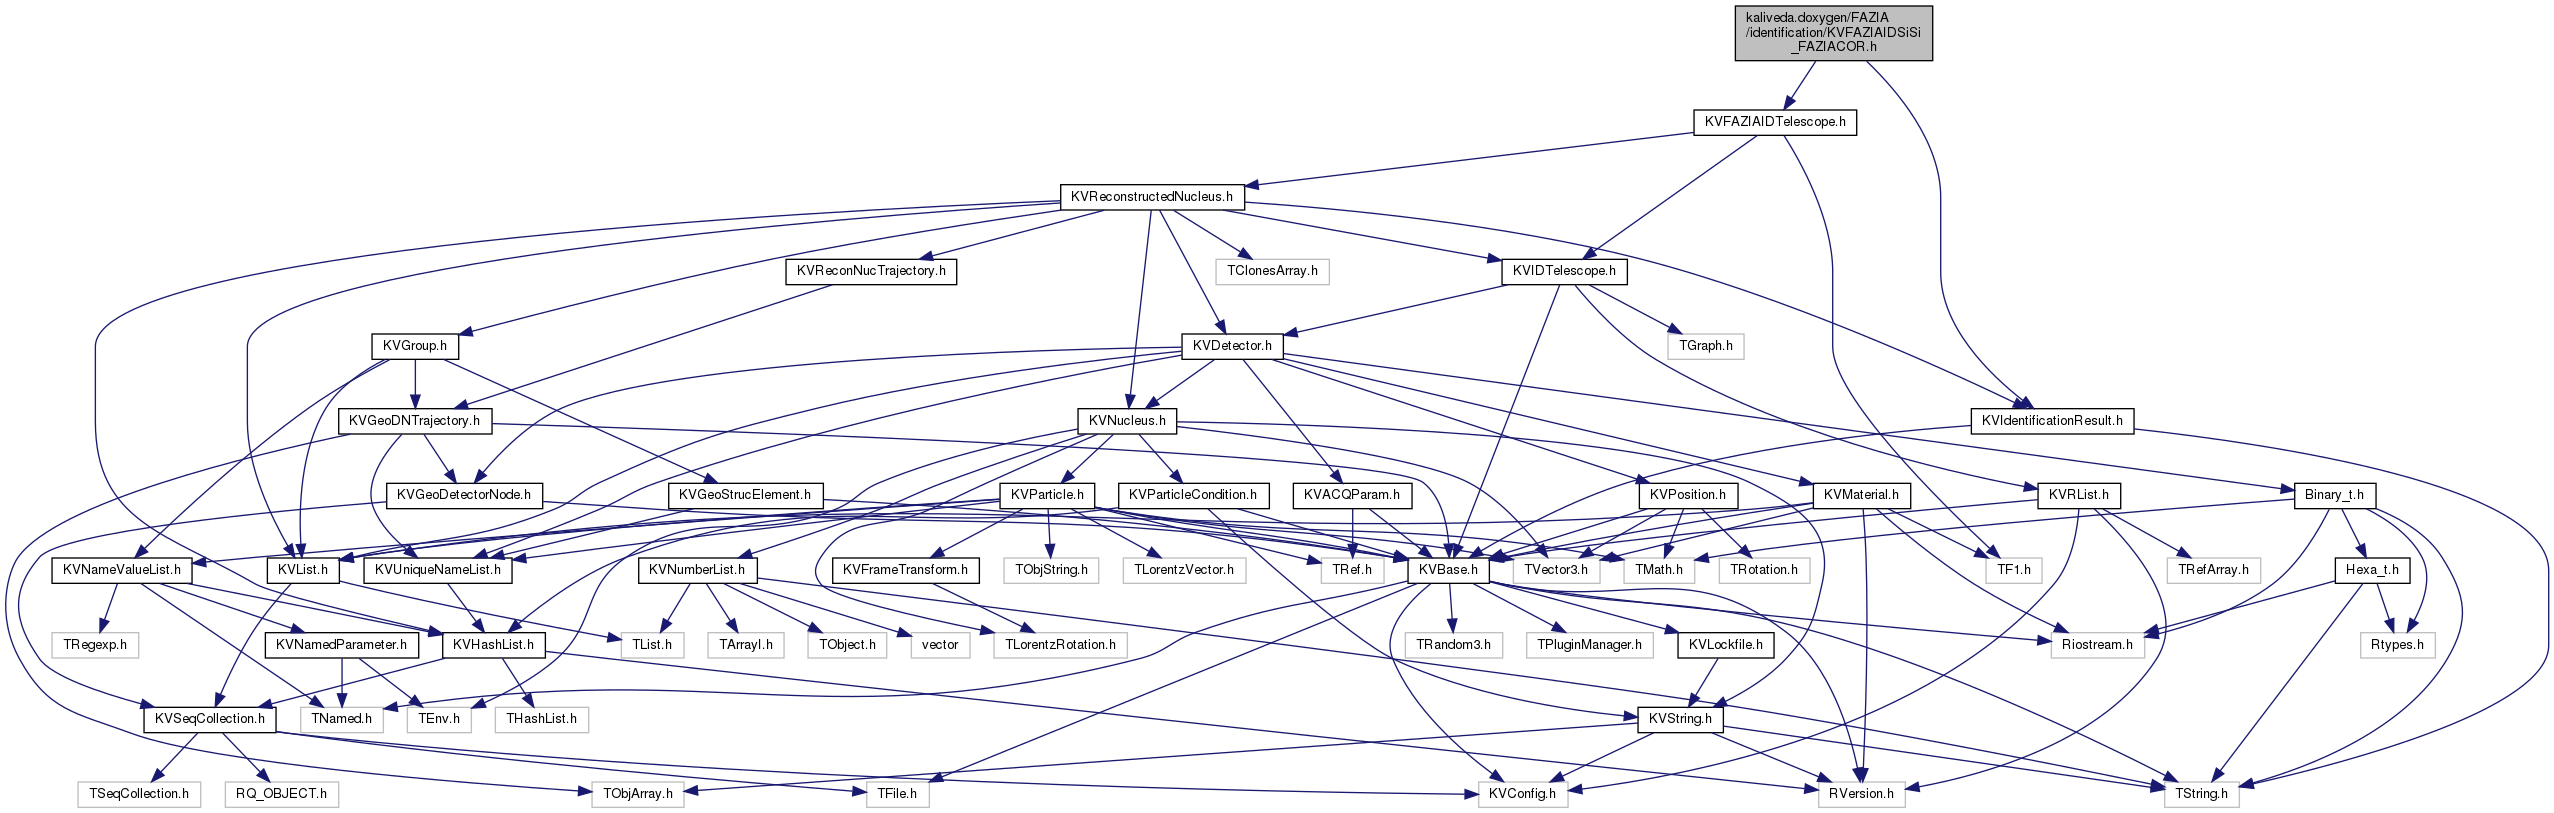 kaliveda.doxygen/FAZIA
/identification/KVFAZIAIDSiSi
_FAZIACOR.h
KVFAZIAIDTelescope.h
KVReconstructedNucleus.h
KVReconNucTrajectory.h
TClonesArray.h
KVIDTelescope.h
KVGroup.h
KVDetector.h
TGraph.h
KVGeoDNTrajectory.h
KVNucleus.h
KVIdentificationResult.h
KVGeoDetectorNode.h
KVGeoStrucElement.h
KVParticle.h
KVParticleCondition.h
KVACQParam.h
KVPosition.h
KVMaterial.h
KVRList.h
Binary_t.h
KVNameValueList.h
KVList.h
KVUniqueNameList.h
KVNumberList.h
KVFrameTransform.h
TObjString.h
TLorentzVector.h
TRef.h
KVBase.h
TVector3.h
TMath.h
TRotation.h
TF1.h
TRefArray.h
Hexa_t.h
TRegexp.h
KVNamedParameter.h
KVHashList.h
TList.h
TArrayI.h
TObject.h
vector
TLorentzRotation.h
TRandom3.h
TPluginManager.h
KVLockfile.h
Riostream.h
Rtypes.h
KVSeqCollection.h
TNamed.h
TEnv.h
THashList.h
KVString.h
TSeqCollection.h
RQ_OBJECT.h
TObjArray.h
TFile.h
KVConfig.h
RVersion.h
TString.h